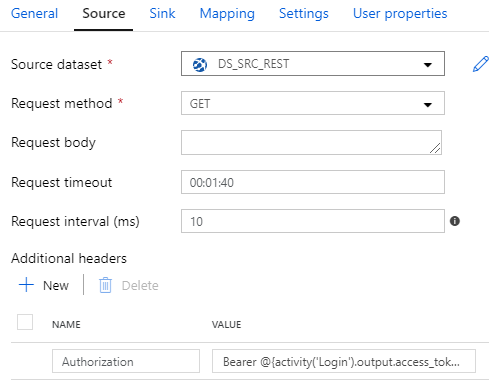 General Source Sink Mapping Settings User properties
Source dataset * DS_SRC_REST
Request method * GET
Request body
Request timeout 00:01:40
Request interval (ms) 10
Additional headers
New Delete
NAME VALUE
Authorization Bearer @{activity('Login').output.access_tok...